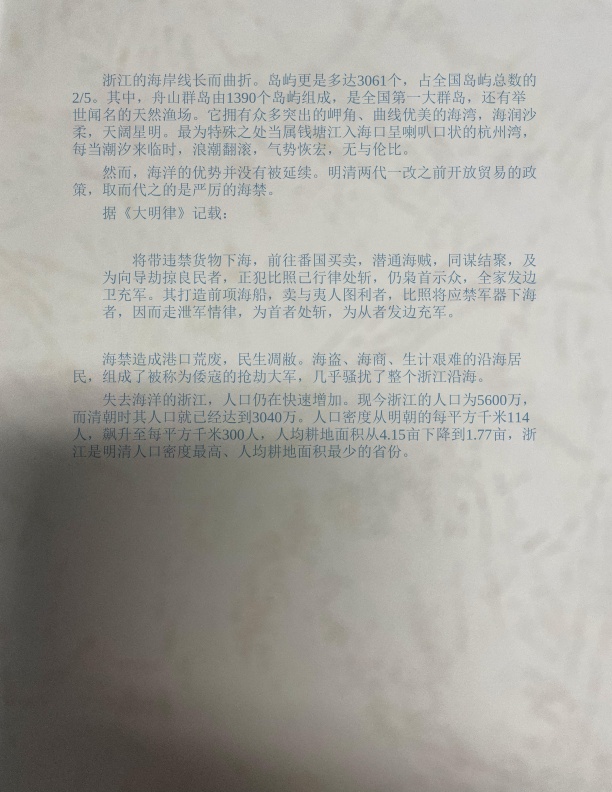 浙江的海岸线长而曲折。岛屿更是多达3061个，占全国岛屿总数的
2/5。其中，舟山群岛由1390个岛屿组成，是全国第一大群岛，还有举
世闻名的天然渔场。它拥有众多突出的岬角、曲线优美的海湾，海润沙
柔，天阔星明。最为特殊之处当属钱塘江入海口呈喇叭口状的杭州湾，
每当潮汐来临时，浪潮翻滚，气势恢宏，无与伦比。
然而，海洋的优势并没有被延续。明清两代一改之前开放贸易的政
策，取而代之的是严厉的海禁。
据《大明律》记载：
将带违禁货物下海，前往番国买卖，潜通海贼，同谋结聚，及
为向导劫掠良民者，正犯比照己行律处斩，仍枭首示众，全家发边
卫充军。其打造前项海船，卖与夷人图利者，比照将应禁军器下海
者，因而走泄军情律，为首者处斩，为从者发边充军。
海禁造成港口荒废，民生凋敝。海盗、海商、生计艰难的沿海居
民，组成了被称为倭寇的抢劫大军，几乎骚扰了整个浙江沿海。
失去海洋的浙江，人口仍在快速增加。现今浙江的人口为5600万，
而清朝时其人口就已经达到3040万。人口密度从明朝的每平方千米114
人，飙升至每平方千米300人，人均耕地面积从4.15亩下降到1.77亩，浙
江是明清人口密度最高、人均耕地面积最少的省份。